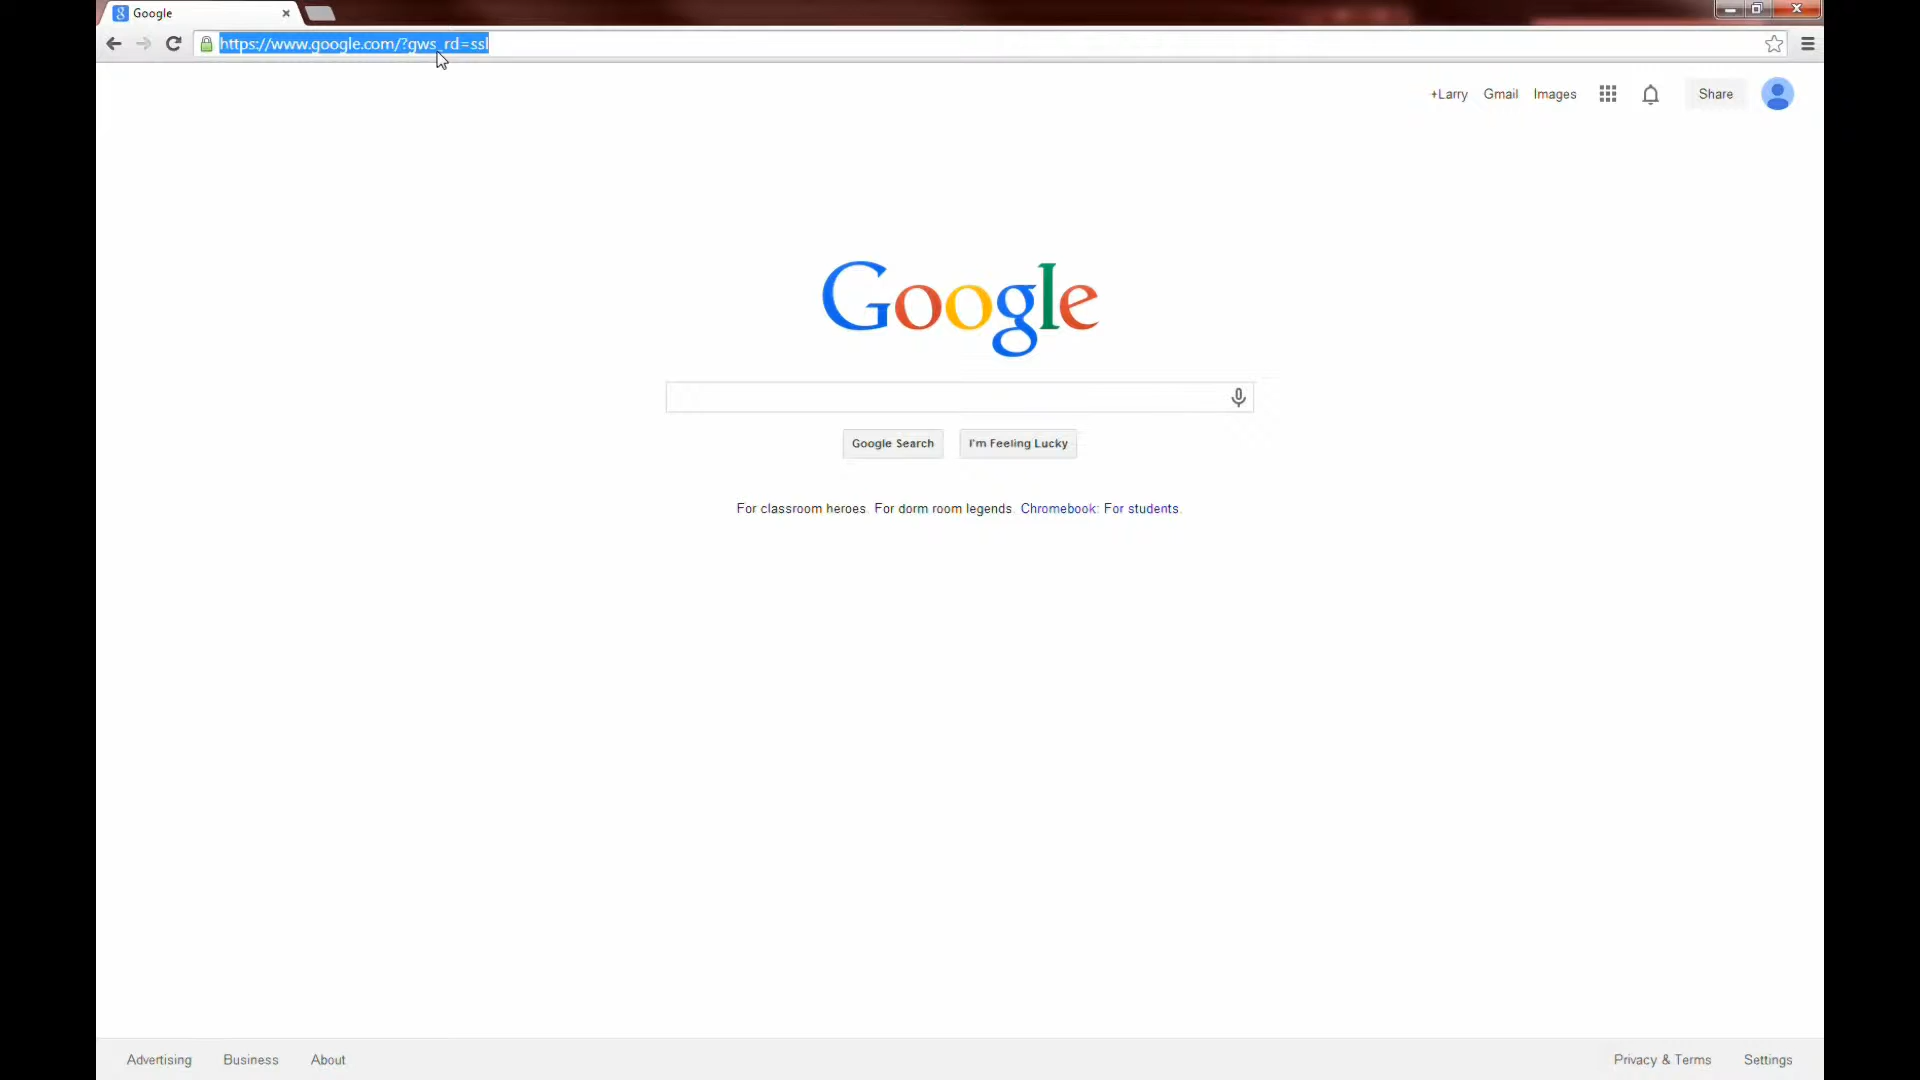 Google
https://www.google.com/?gws_rd=ssl
+Larry Gmail Images Share
Google
Google Search I'm Feeling Lucky
For classroom heroes. For dorm room legends. Chromebook: For students.
Advertising Business About Privacy & Terms Settings